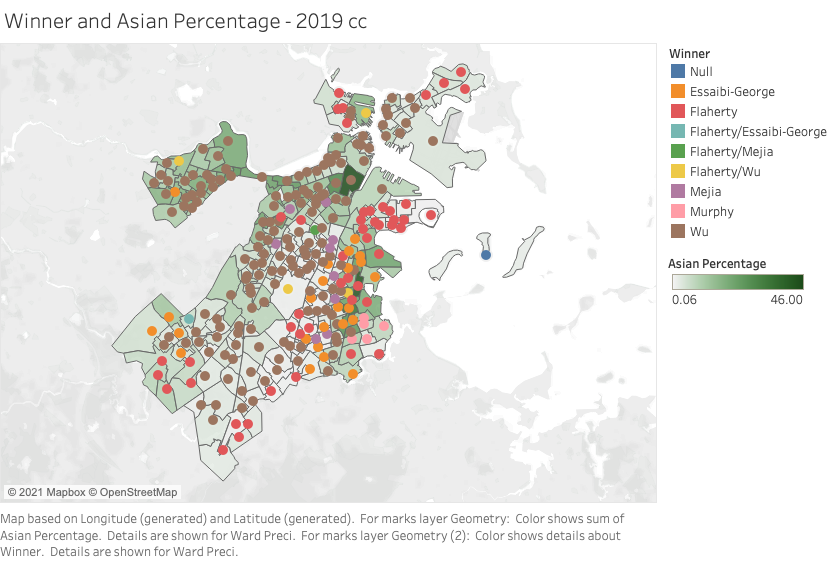 Winner and Asian Percentage - 2019 cc
Winner
Null
Essaibi-George
Flaherty
Flaherty/Essaibi-George
Flaherty/Mejia
Flaherty/Wu
Mejia
Murphy
Wu
Asian Percentage
0.06 46.00
© 2021 Mapbox © OpenStreetMap
Map based on Longitude (generated) and Latitude (generated).  For marks layer Geometry:  Color shows sum of
Asian Percentage.  Details are shown for Ward Preci.  For marks layer Geometry (2):  Color shows details about
Winner.  Details are shown for Ward Preci.